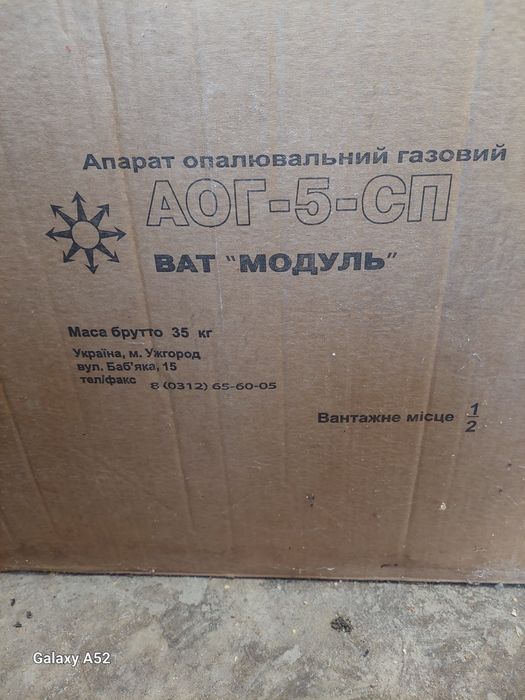 Апарат опалювальний газовий
АОГ-5-СП
ВАТ "МОДУЛЬ"
Маса брутто 35 кг
Україна, м. Ужгород
вул. Баб'яка, 15
тел/факс 8 (0312) 65-60-05
Вантажне місце 1/2
Galaxy A52